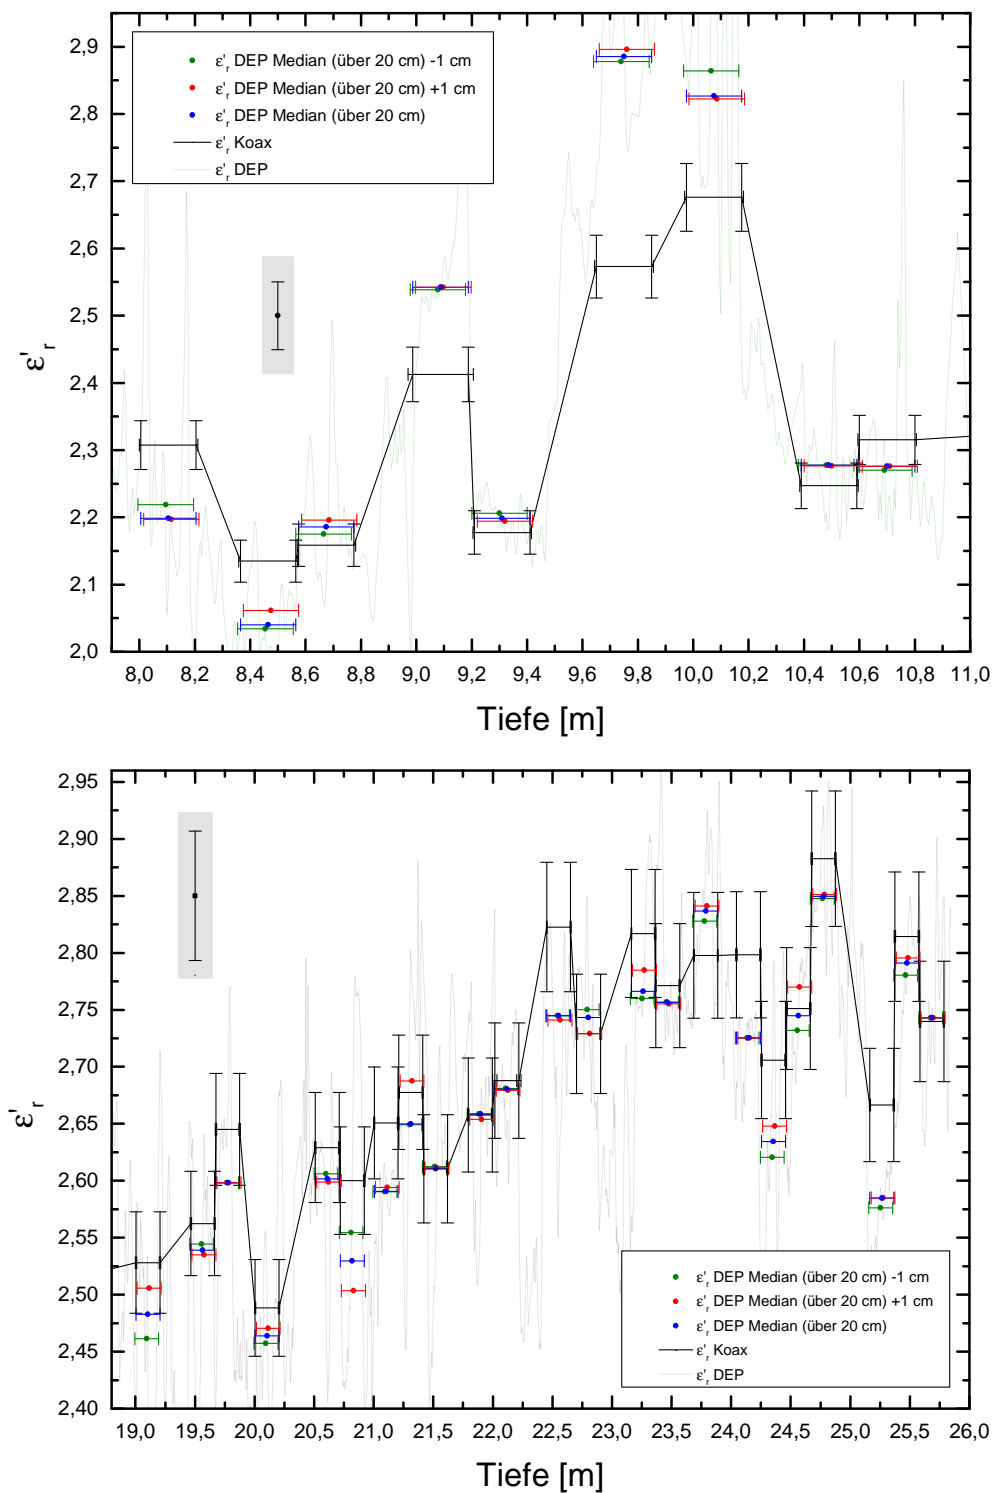 2,9
2,8
2,7
2,6
2,5
2,4
2,3
2,2
2,1
2,0
ε'r
ε'r DEP Median (über 20 cm) -1 cm
ε'r DEP Median (über 20 cm) +1 cm
ε'r DEP Median (über 20 cm)
ε'r Koax
ε'r DEP
8,0 8,2 8,4 8,6 8,8 9,0 9,2 9,4 9,6 9,8 10,0 10,2 10,4 10,6 10,8 11,0
Tiefe [m]
2,95
2,90
2,85
2,80
2,75
2,70
2,65
2,60
2,55
2,50
2,45
2,40
ε'r
ε'r DEP Median (über 20 cm) -1 cm
ε'r DEP Median (über 20 cm) +1 cm
ε'r DEP Median (über 20 cm)
ε'r Koax
ε'r DEP
19,0 19,5 20,0 20,5 21,0 21,5 22,0 22,5 23,0 23,5 24,0 24,5 25,0 25,5 26,0
Tiefe [m]